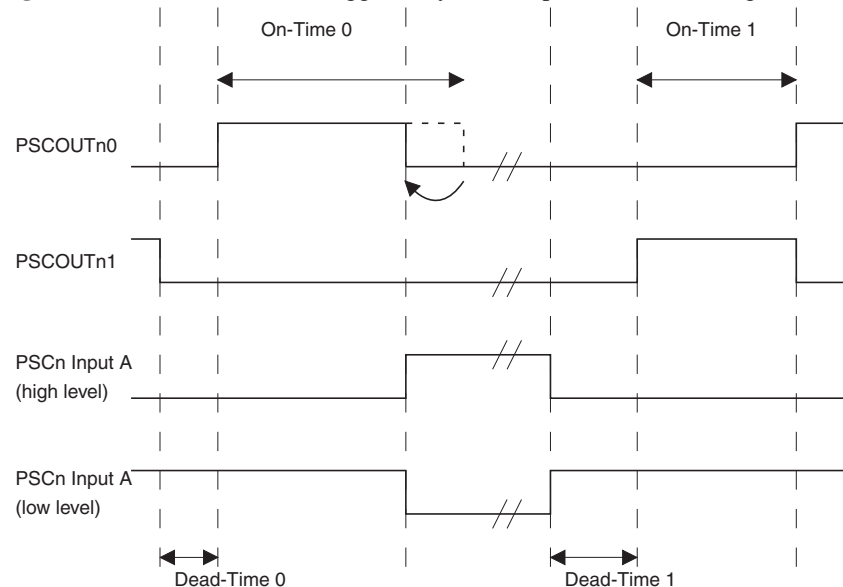 On-Time 0
On-Time 1
PSCOUTn0
PSCOUTn1
PSCn Input A
(high level)
PSCn Input A
(low level)
Dead-Time 0
Dead-Time 1